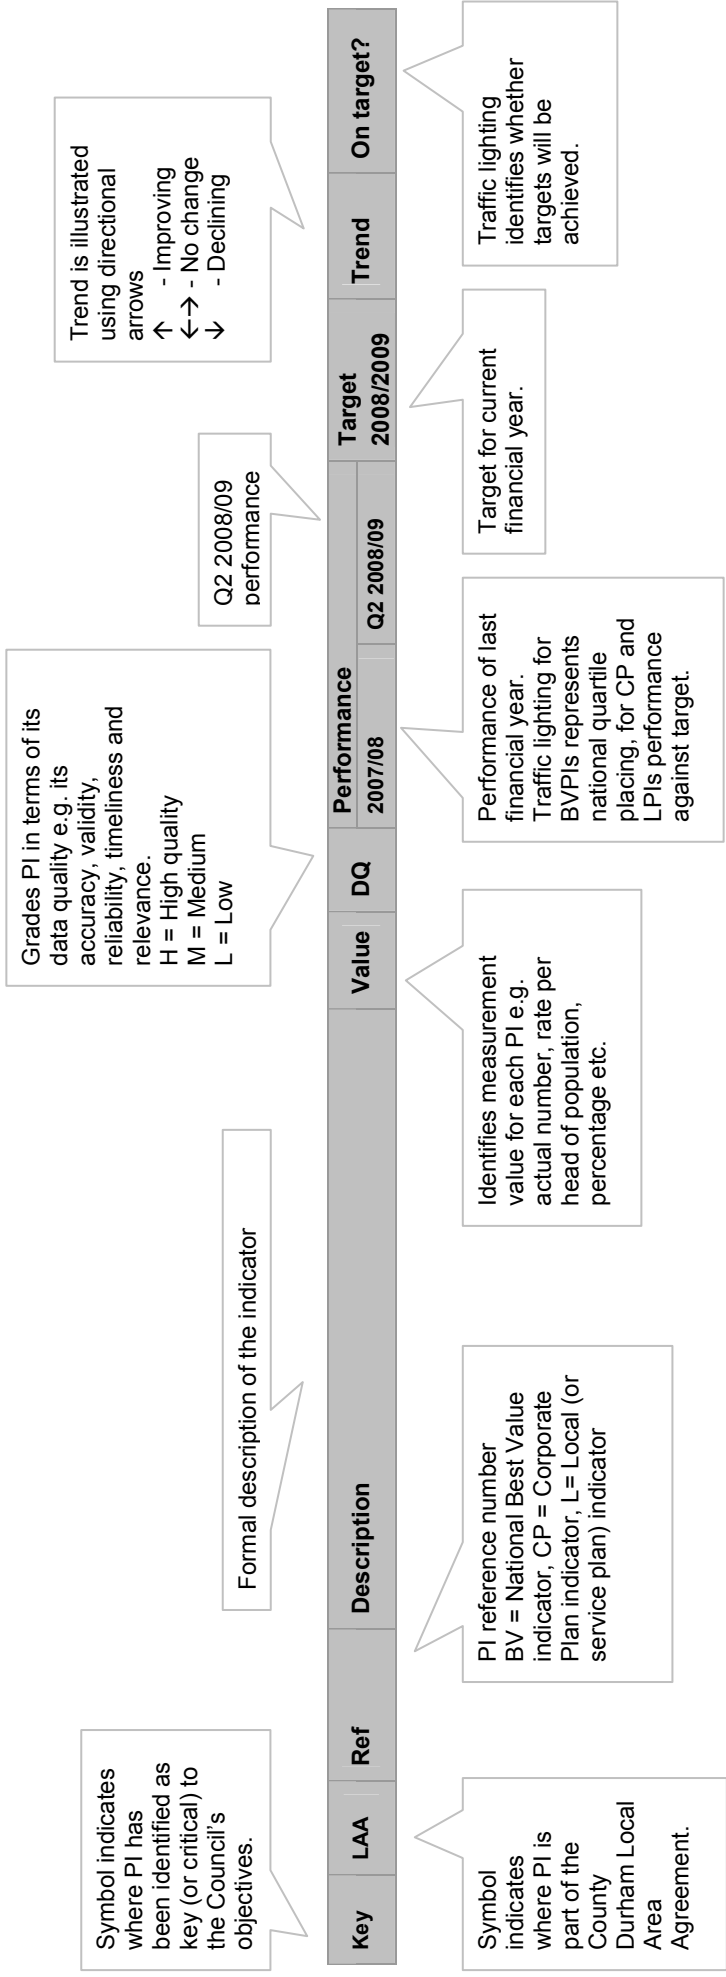 Symbol indicates
where PI has
been identified as
key (or critical) to
the Council's
objectives.
Formal description of the indicator
Grades PI in terms of its
data quality e.g. its
accuracy, validity,
reliability, timeliness and
relevance.
H = High quality
M = Medium
L = Low
Q2 2008/09
performance
Trend is illustrated
using directional
arrows
↑ - Improving
←→ - No change
↓ - Declining
Key LAA Ref Description Value DQ Performance Target Trend On target?
2007/08 Q2 2008/09 2008/2009
Symbol
indicates
where PI is
part of the
County
Durham Local
Area
Agreement.
PI reference number
BV = National Best Value
indicator, CP = Corporate
Plan indicator, L= Local (or
service plan) indicator
Identifies measurement
value for each PI e.g.
actual number, rate per
head of population,
percentage etc.
Performance of last
financial year.
Traffic lighting for
BVPIs represents
national quartile
placing, for CP and
LPIs performance
against target.
Target for current
financial year.
Traffic lighting
identifies whether
targets will be
achieved.